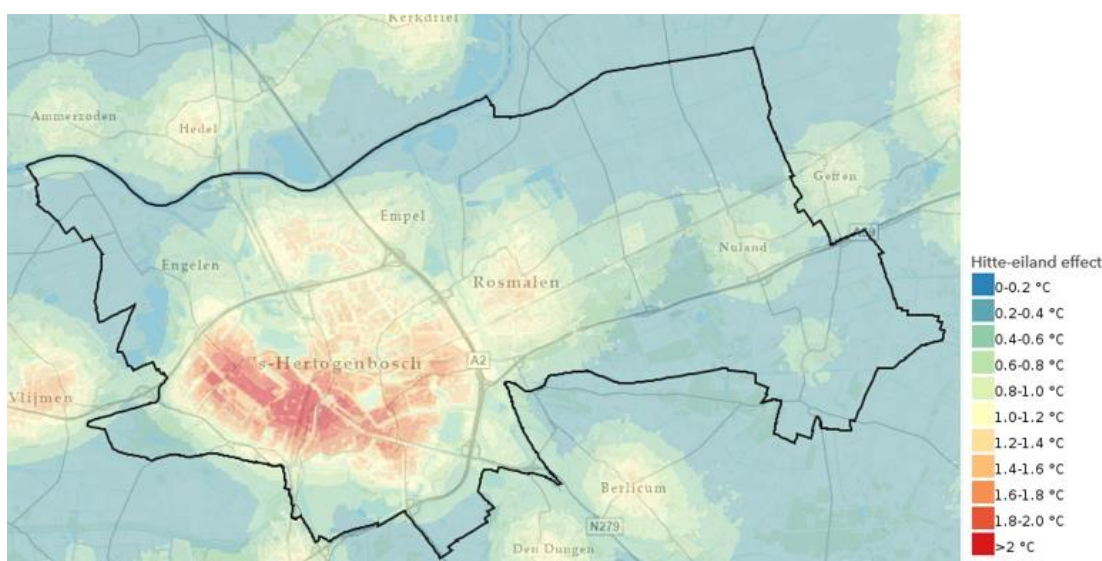 Kerkdriel
Ammerzoden
Hedel
Geffen
Empel
A59
Nuland
Engelen
Rosmalen
's-Hertogenbosch
A2
Vlijmen
Berlicum
N279
Den Dungen
Hitte-eiland effect
0-0.2 °C
0.2-0.4 °C
0.4-0.6 °C
0.6-0.8 °C
0.8-1.0 °C
1.0-1.2 °C
1.2-1.4 °C
1.4-1.6 °C
1.6-1.8 °C
1.8-2.0 °C
>2 °C